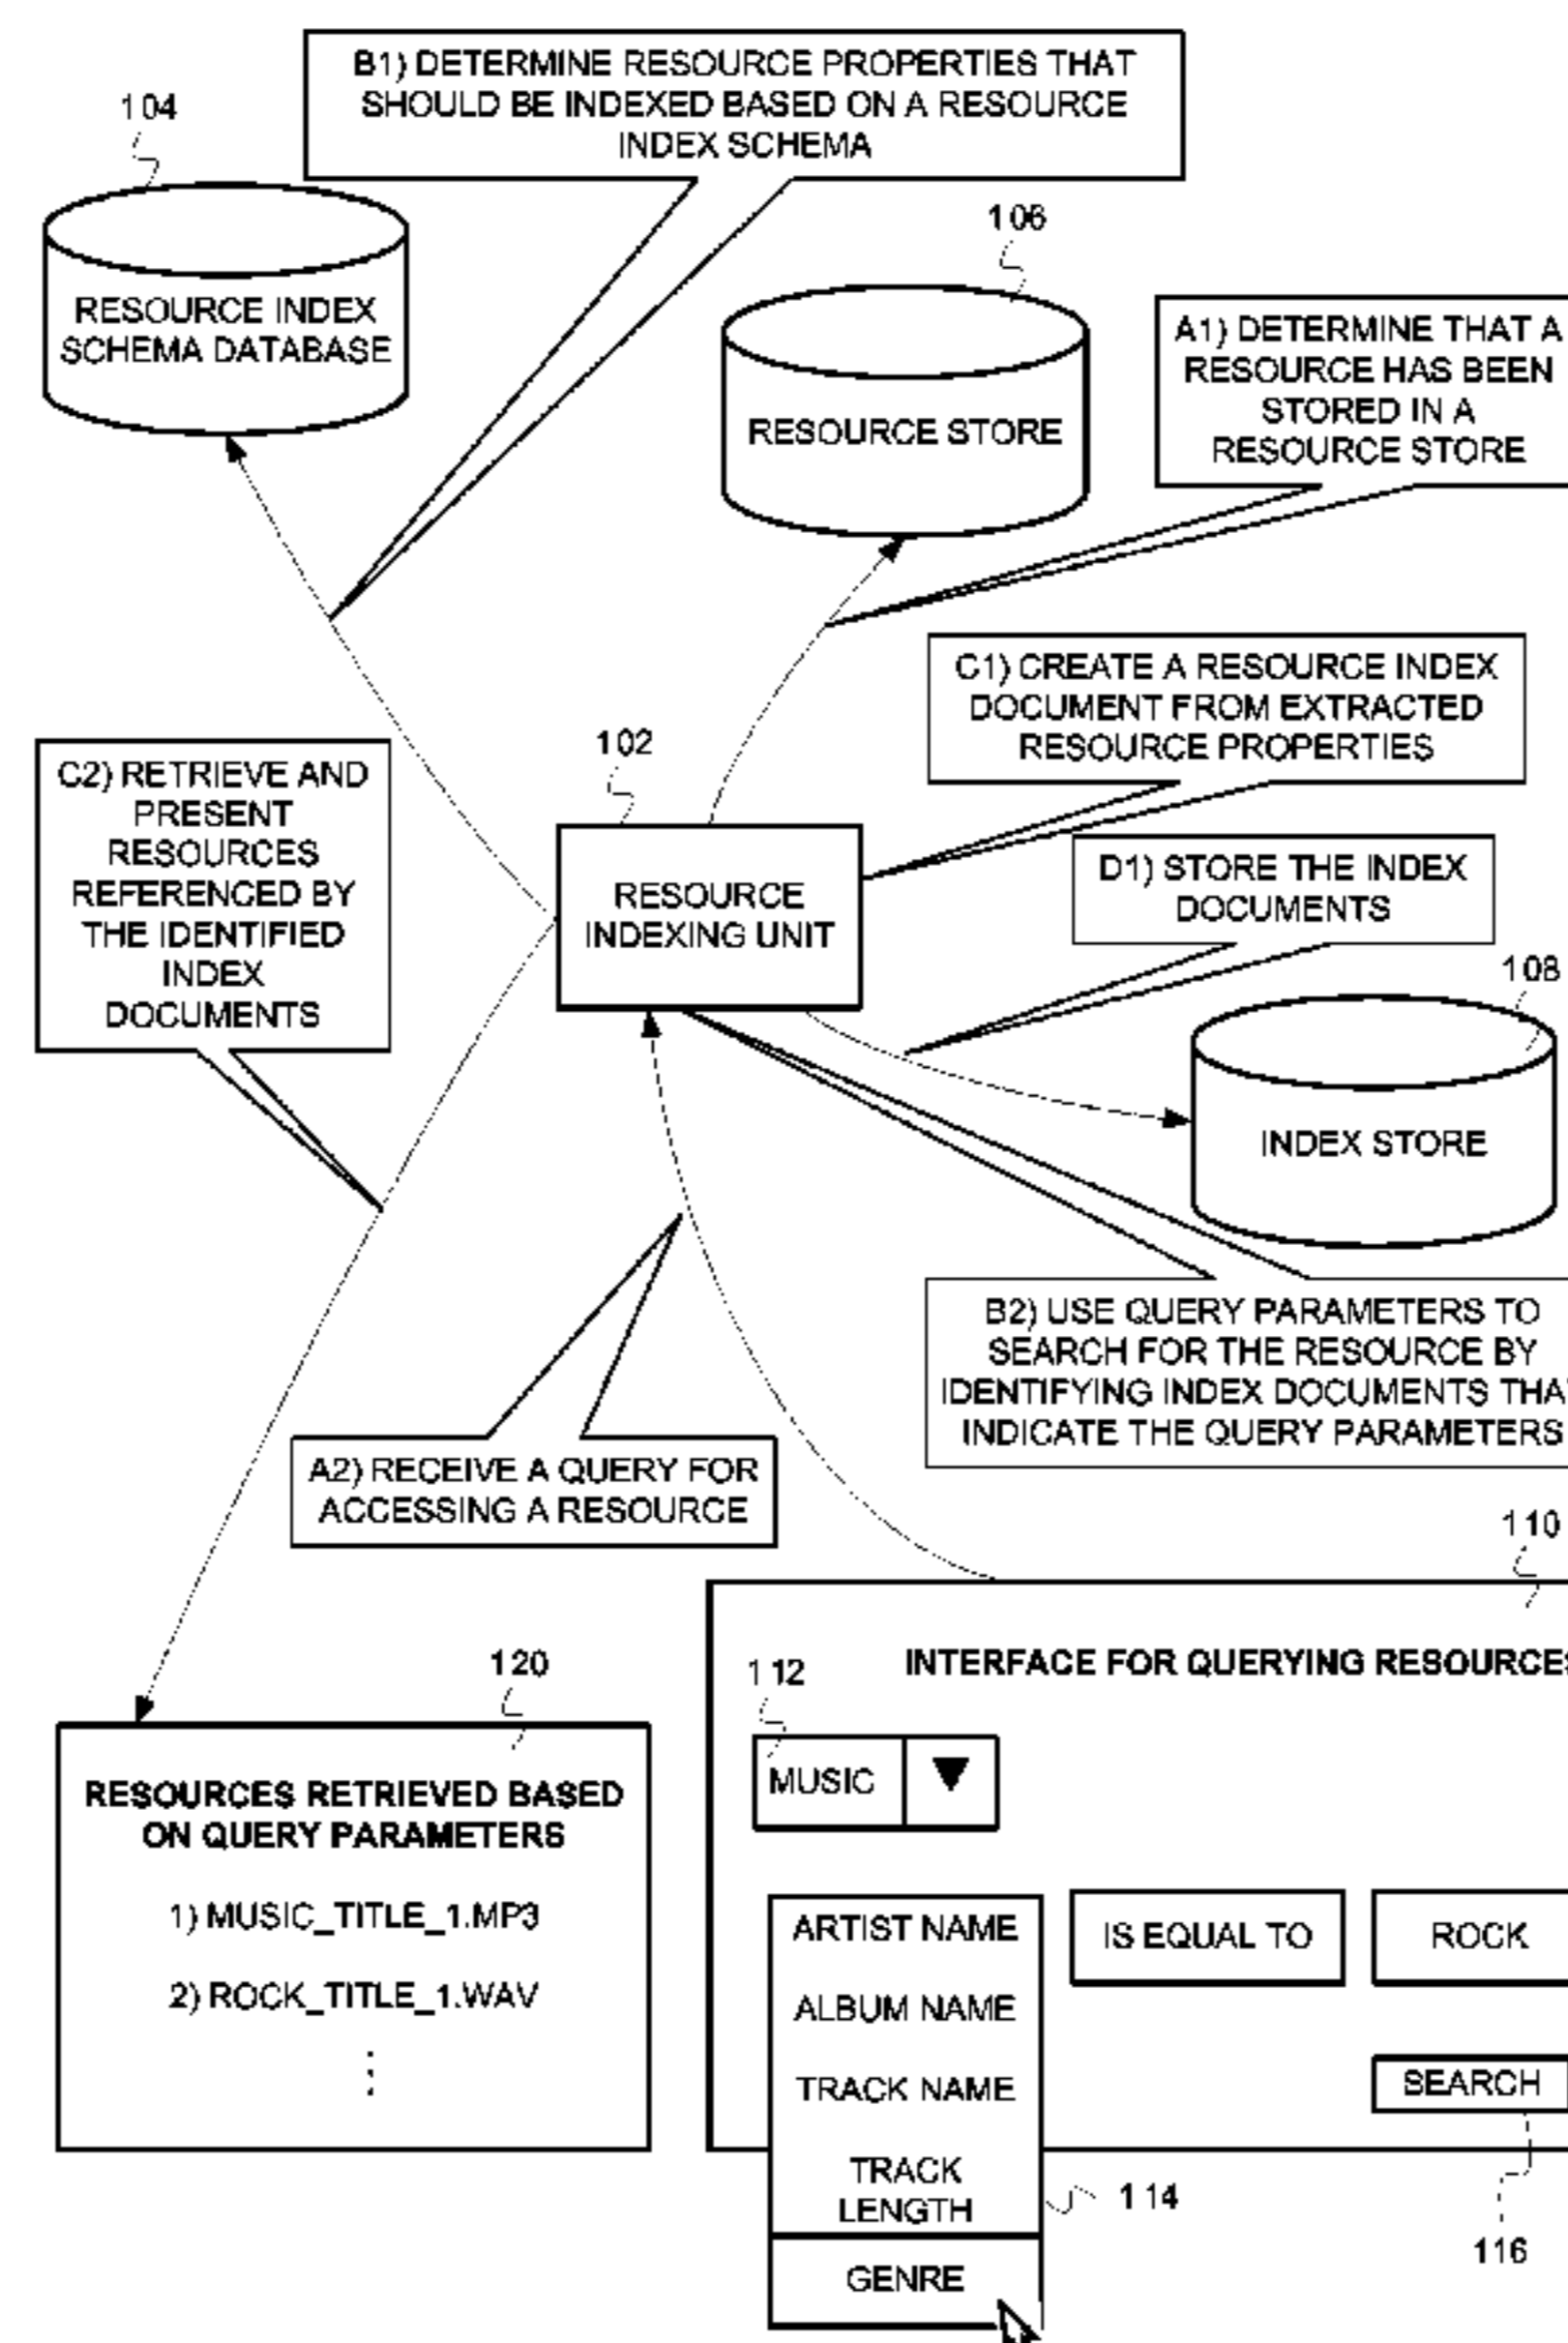 B1) DETERMINE RESOURCE PROPERTIES THAT
SHOULD BE INDEXED BASED ON A RESOURCE
INDEX SCHEMA
104
RESOURCE INDEX
SCHEMA DATABASE
106
RESOURCE STORE
A1) DETERMINE THAT A
RESOURCE HAS BEEN
STORED IN A
RESOURCE STORE
C1) CREATE A RESOURCE INDEX
DOCUMENT FROM EXTRACTED
RESOURCE PROPERTIES
C2) RETRIEVE AND
PRESENT
RESOURCES
REFERENCED BY
THE IDENTIFIED
INDEX
DOCUMENTS
102
RESOURCE
INDEXING UNIT
D1) STORE THE INDEX
DOCUMENTS
108
INDEX STORE
B2) USE QUERY PARAMETERS TO
SEARCH FOR THE RESOURCE BY
IDENTIFYING INDEX DOCUMENTS THAT
INDICATE THE QUERY PARAMETERS
A2) RECEIVE A QUERY FOR
ACCESSING A RESOURCE
110
INTERFACE FOR QUERYING RESOURCES
112
MUSIC
120
RESOURCES RETRIEVED BASED
ON QUERY PARAMETERS
1) MUSIC_TITLE_1.MP3
2) ROCK_TITLE_1.WAV
ARTIST NAME
ALBUM NAME
TRACK NAME
TRACK
LENGTH
GENRE
IS EQUAL TO
ROCK
SEARCH
114
116